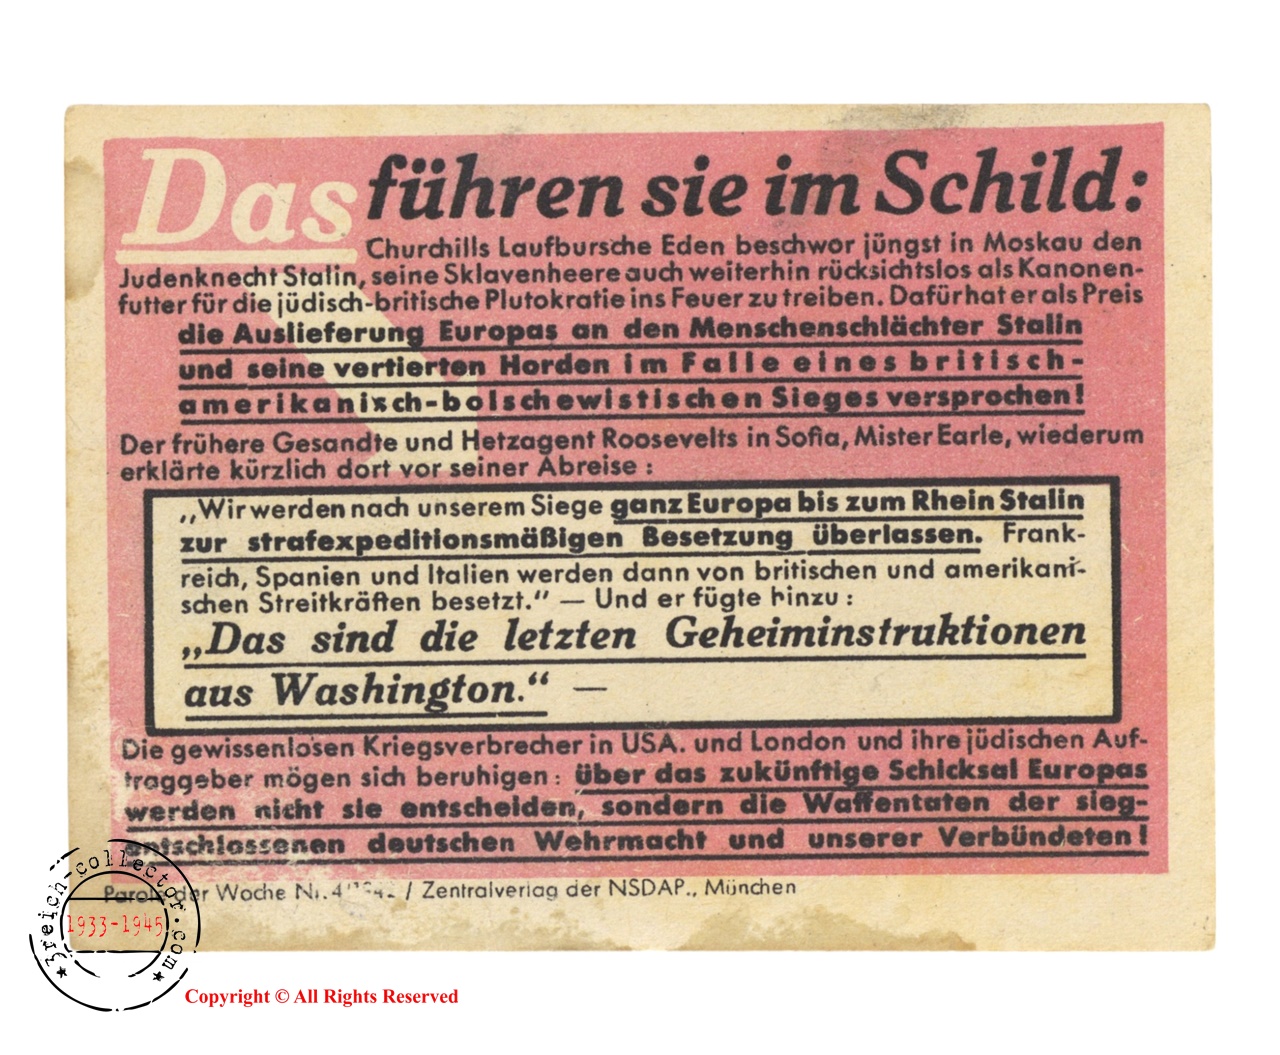 Das führen sie im Schild:
Churchills Laufbursche Eden beschwor jüngst in Moskau den
Judenknecht Stalin, seine Sklavenheere auch weiterhin rücksichtslos als Kanonen-
futter für die jüdisch-britische Plutokratie ins Feuer zu treiben. Dafür hat er als Preis
die Auslieferung Europas an den Menschenschlächter Stalin
und seine vertierten Horden im Falle eines britisch-
amerikanisch-bolschewistischen Sieges versprochen!
Der frühere Gesandte und Hetzagent Roosevelts in Sofia, Mister Earle, wiederum
erklärte kürzlich dort vor seiner Abreise:
„Wir werden nach unserem Siege ganz Europa bis zum Rhein Stalin
zur strafexpeditionsmäßigen Besetzung überlassen. Frank-
reich, Spanien und Italien werden dann von britischen und amerikani-
schen Streitkräften besetzt.“ — Und er fügte hinzu:
„Das sind die letzten Geheiminstruktionen
aus Washington.“ —
Die gewissenlosen Kriegsverbrecher in USA. und London und ihre jüdischen Auf-
traggeber mögen sich beruhigen: über das zukünftige Schicksal Europas
werden nicht sie entscheiden, sondern die Waffentaten der sieg-
entschlossenen deutschen Wehrmacht und unserer Verbündeten!
Parole der Woche Nr. / Zentralverlag der NSDAP., München
3reich-collector.com
1933-1945
Copyright © All Rights Reserved